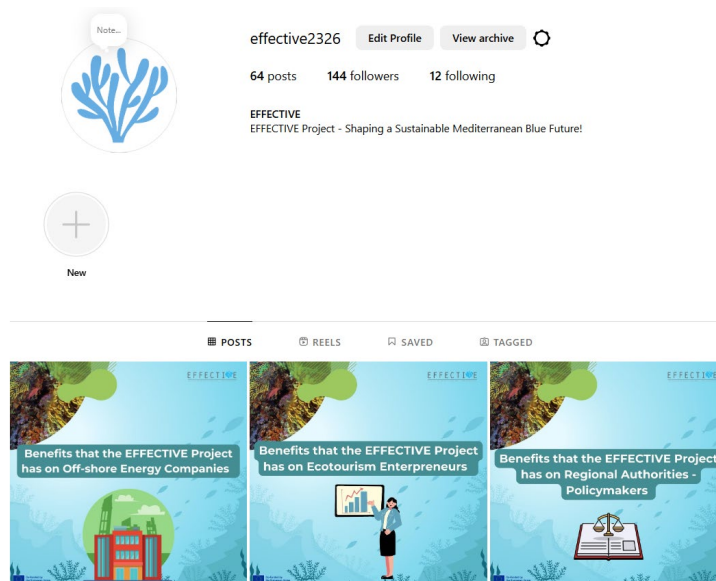 Note...
effective2326 Edit Profile View archive
64 posts 144 followers 12 following
EFFECTIVE
EFFECTIVE Project - Shaping a Sustainable Mediterranean Blue Future!
New
POSTS REELS SAVED TAGGED
EFFECTIVE
Benefits that the EFFECTIVE Project
has on Off-shore Energy Companies
EFFECTIVE
Benefits that the EFFECTIVE Project
has on Ecotourism Enterpreneurs
EFFECTIVE
Benefits that the EFFECTIVE Project
has on Regional Authorities -
Policymakers